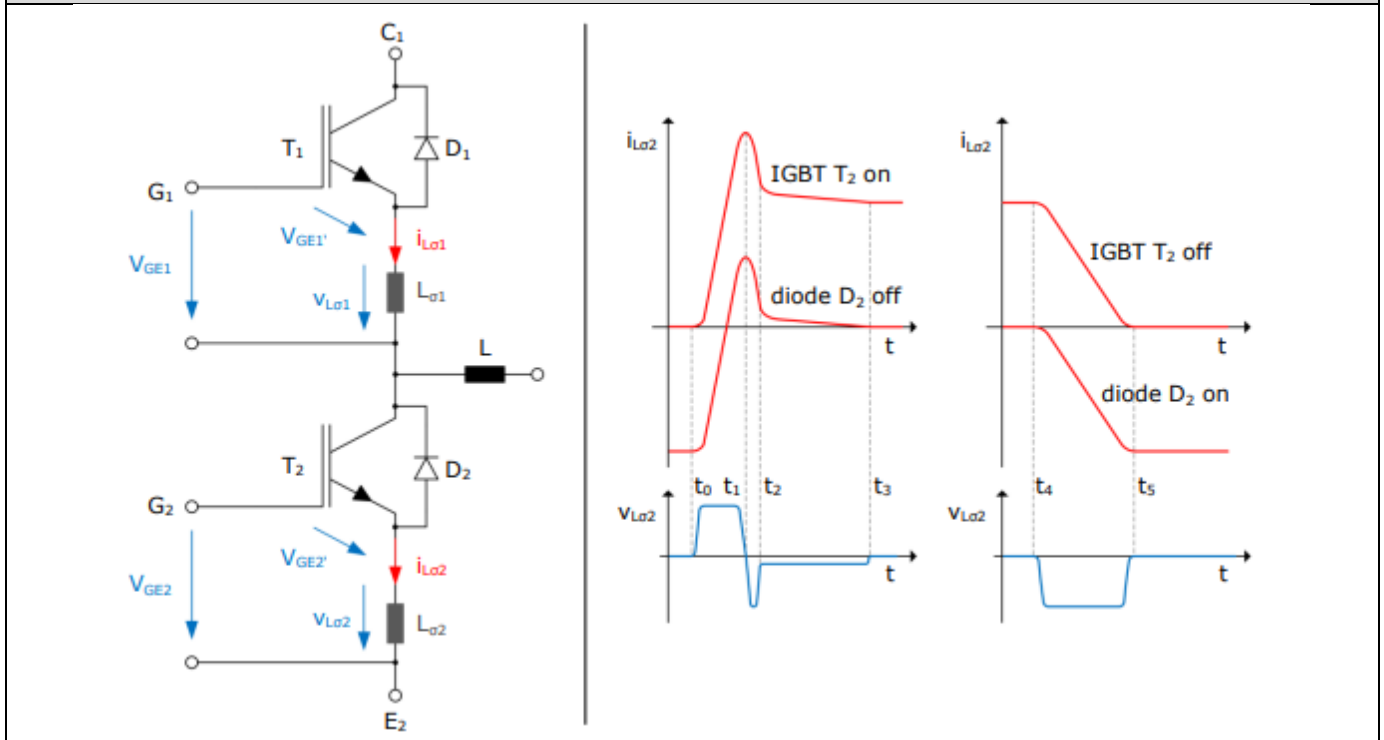 C₁
T₁
D₁
G₁
V_GE1'
i_Lσ1
V_GE1
v_Lσ1
L_σ1
L
T₂
D₂
G₂
V_GE2'
i_Lσ2
V_GE2
v_Lσ2
L_σ2
E₂
i_Lσ2
IGBT T₂ on
diode D₂ off
t
t₀ t₁ t₂ t₃
v_Lσ2
t
i_Lσ2
IGBT T₂ off
t
diode D₂ on
t₄ t₅
v_Lσ2
t